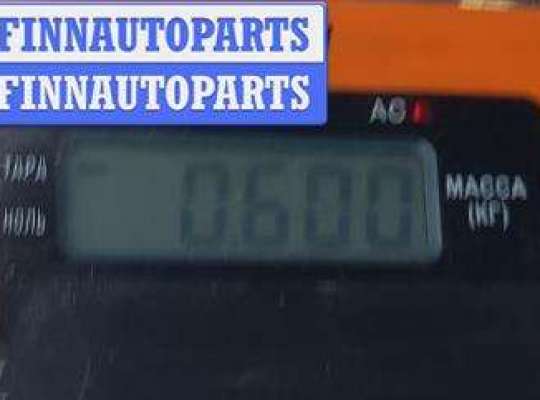 FINNAUTOPARTS
FINNAUTOPARTS
AC
ТАРА
НОЛЬ
0.600
МАССА
(КГ)